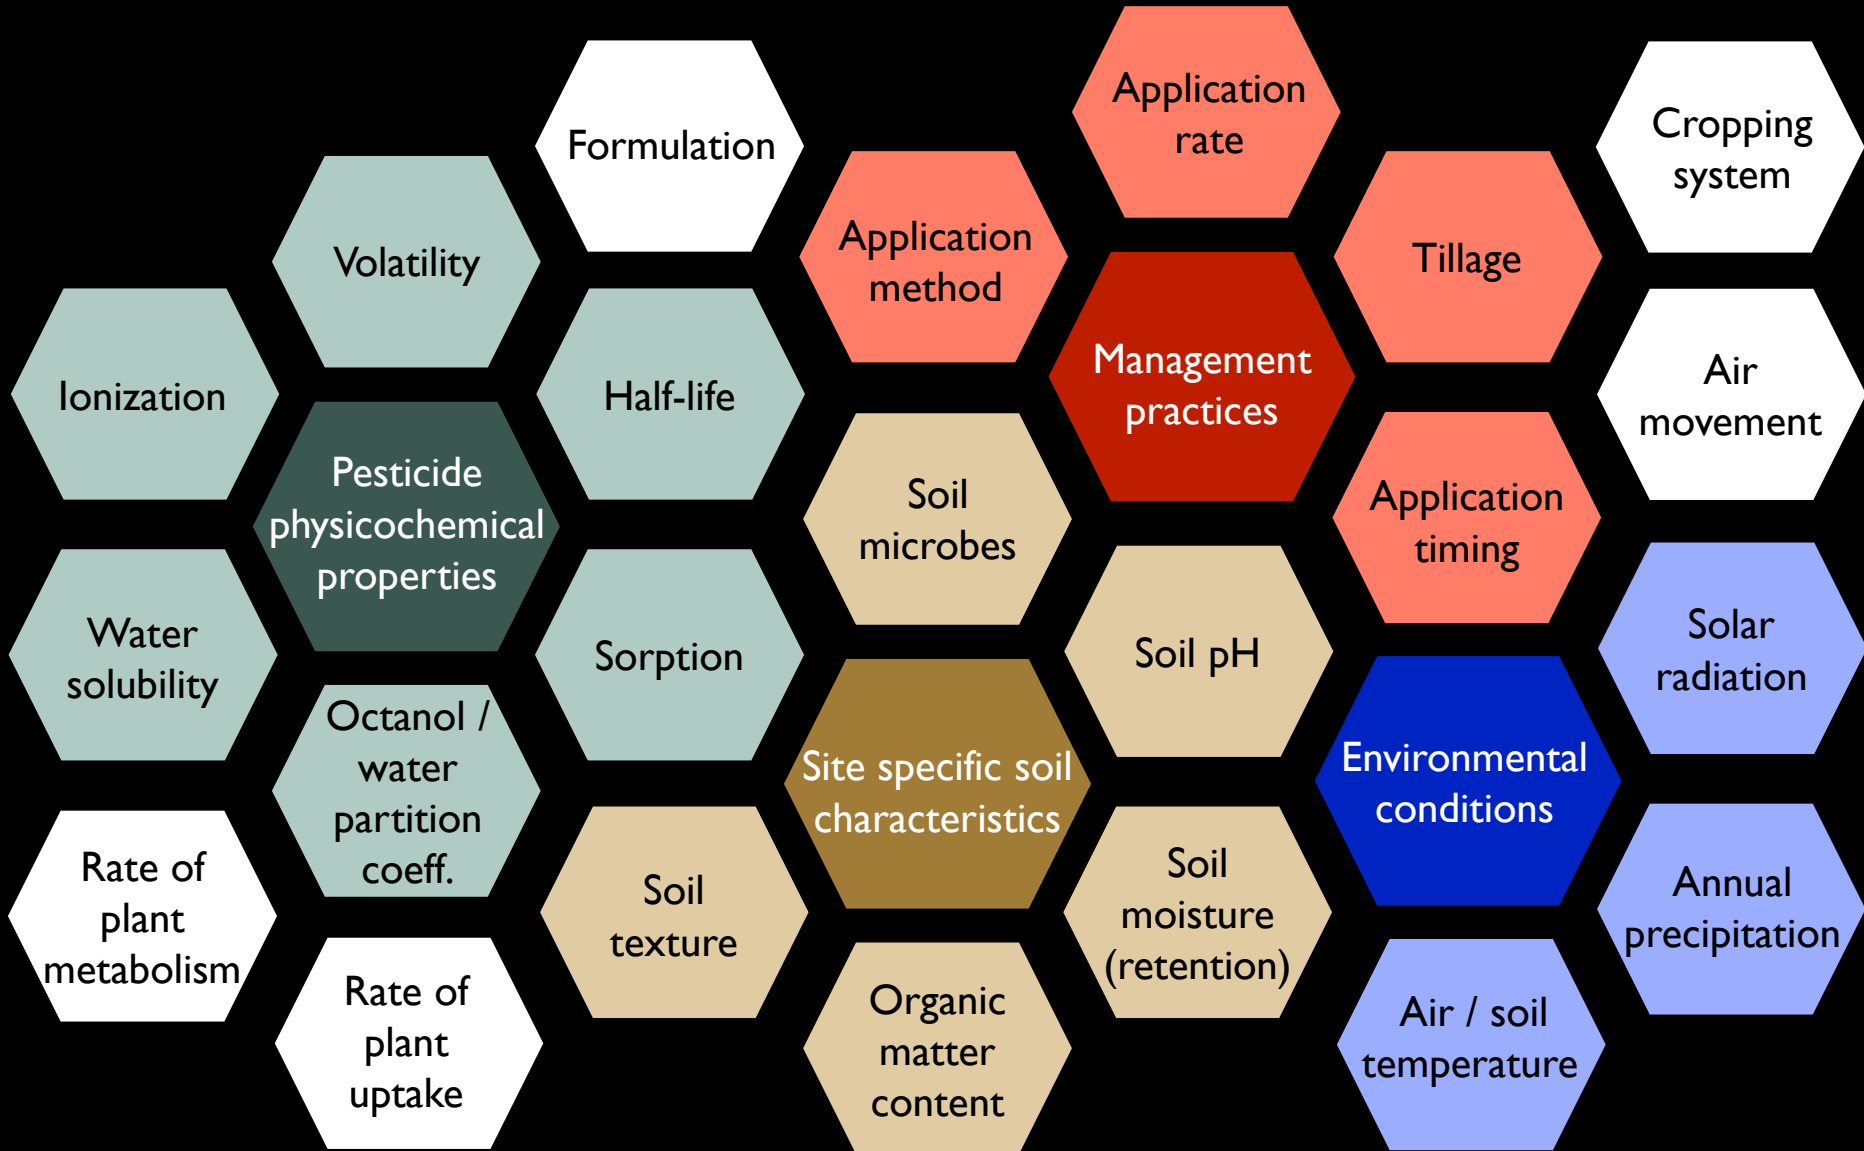 Formulation
Application
rate
Cropping
system
Volatility
Application
method
Tillage
Ionization
Half-life
Management
practices
Air
movement
Pesticide
physicochemical
properties
Soil
microbes
Application
timing
Water
solubility
Sorption
Soil pH
Solar
radiation
Octanol /
water
partition
coeff.
Site specific soil
characteristics
Environmental
conditions
Rate of
plant
metabolism
Soil
texture
Soil
moisture
(retention)
Annual
precipitation
Rate of
plant
uptake
Organic
matter
content
Air / soil
temperature